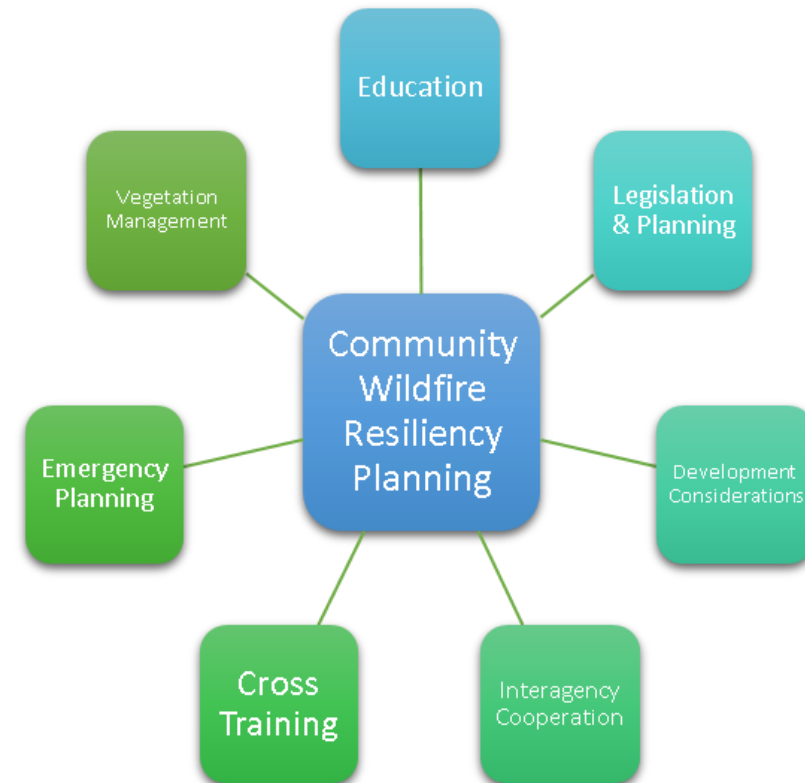 Education
Legislation
& Planning
Development
Considerations
Interagency
Cooperation
Cross
Training
Emergency
Planning
Vegetation
Management
Community
Wildfire
Resiliency
Planning